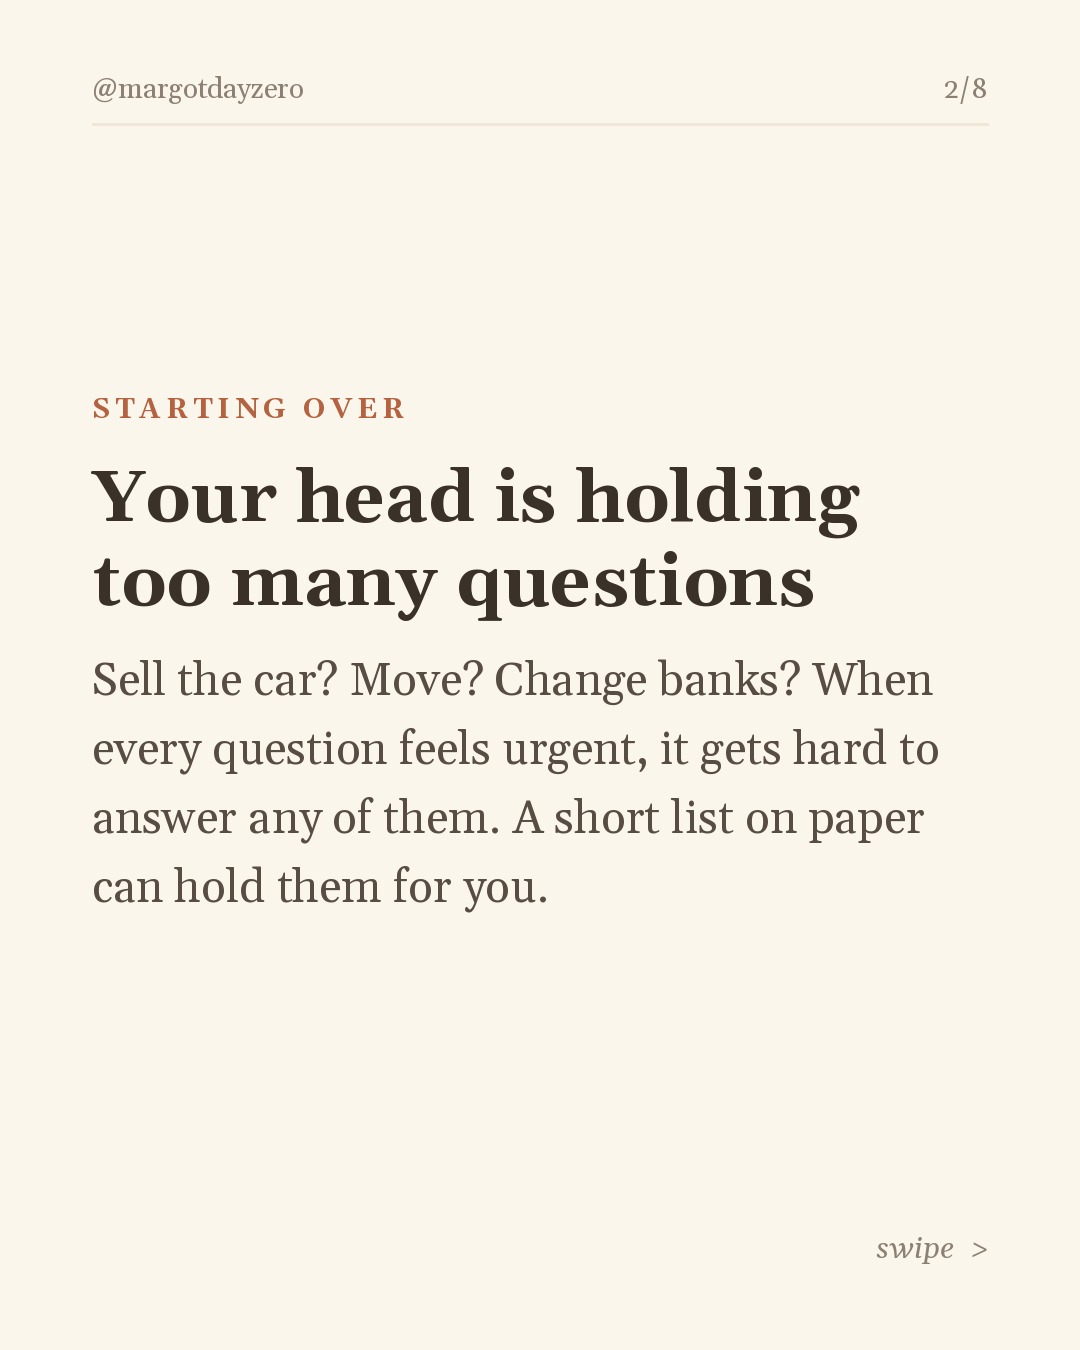 @margotdayzero
2/8
STARTING OVER
Your head is holding
too many questions
Sell the car? Move? Change banks? When
every question feels urgent, it gets hard to
answer any of them. A short list on paper
can hold them for you.
swipe >